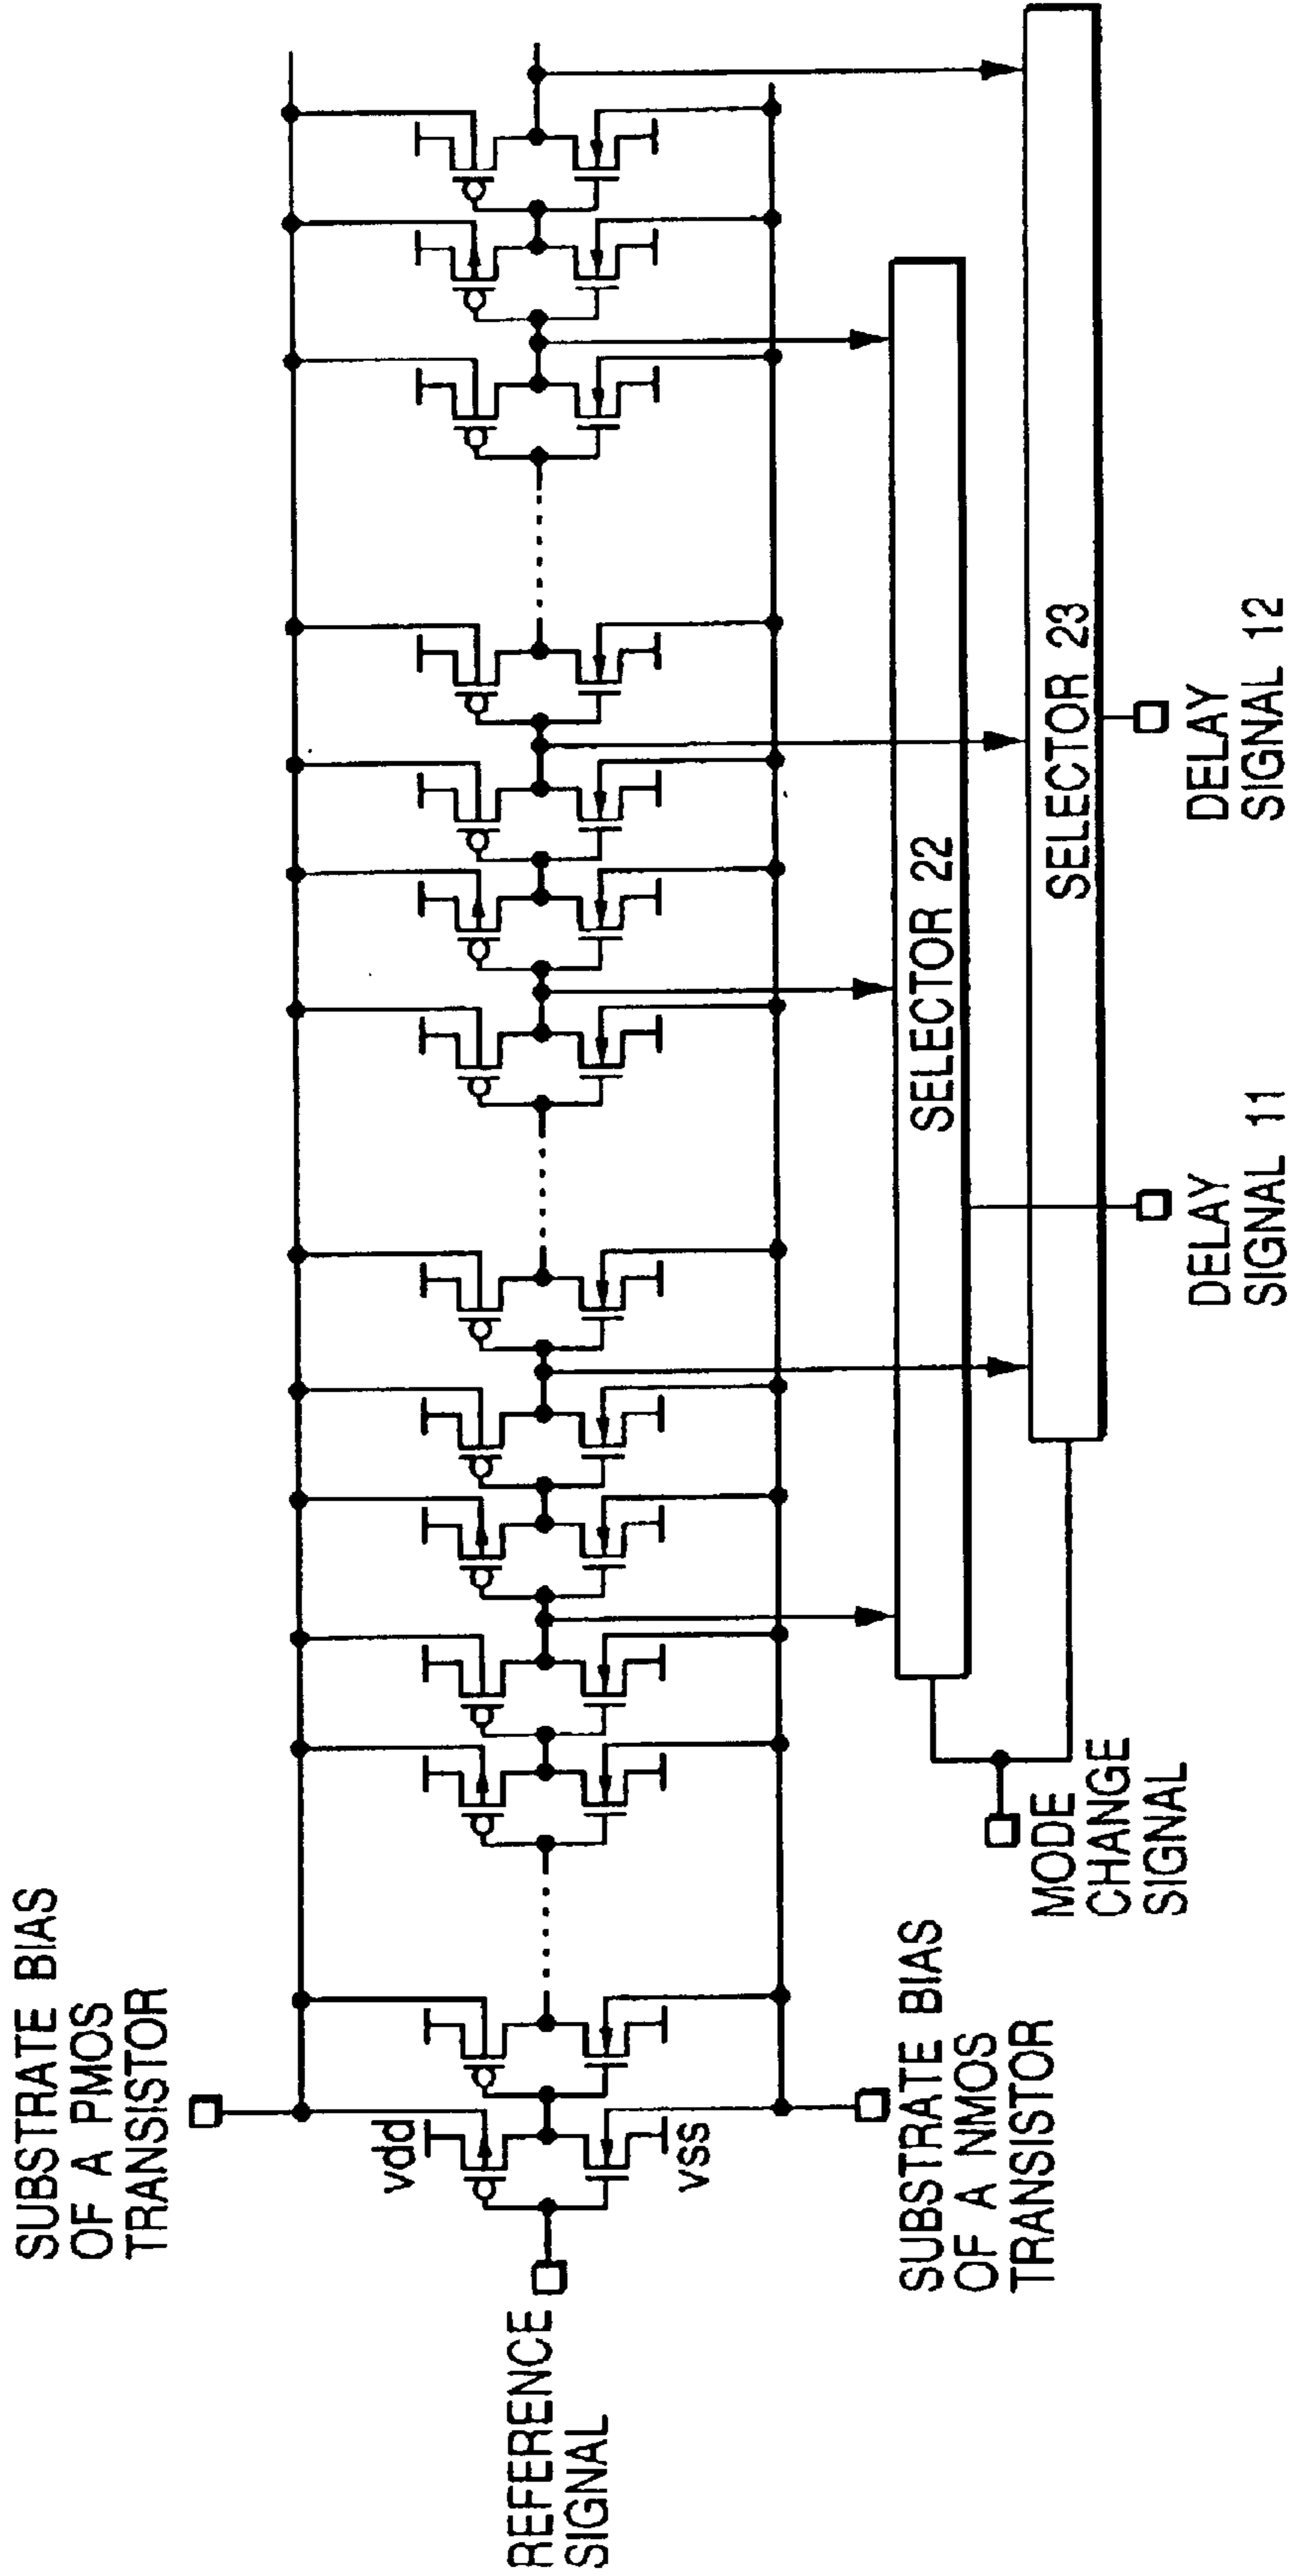 SUBSTRATE BIAS
OF A PMOS
TRANSISTOR
vdd
REFERENCE
SIGNAL
vss
SUBSTRATE BIAS
OF A NMOS
TRANSISTOR
MODE
CHANGE
SIGNAL
SELECTOR 22
SELECTOR 23
DELAY
SIGNAL 11
DELAY
SIGNAL 12